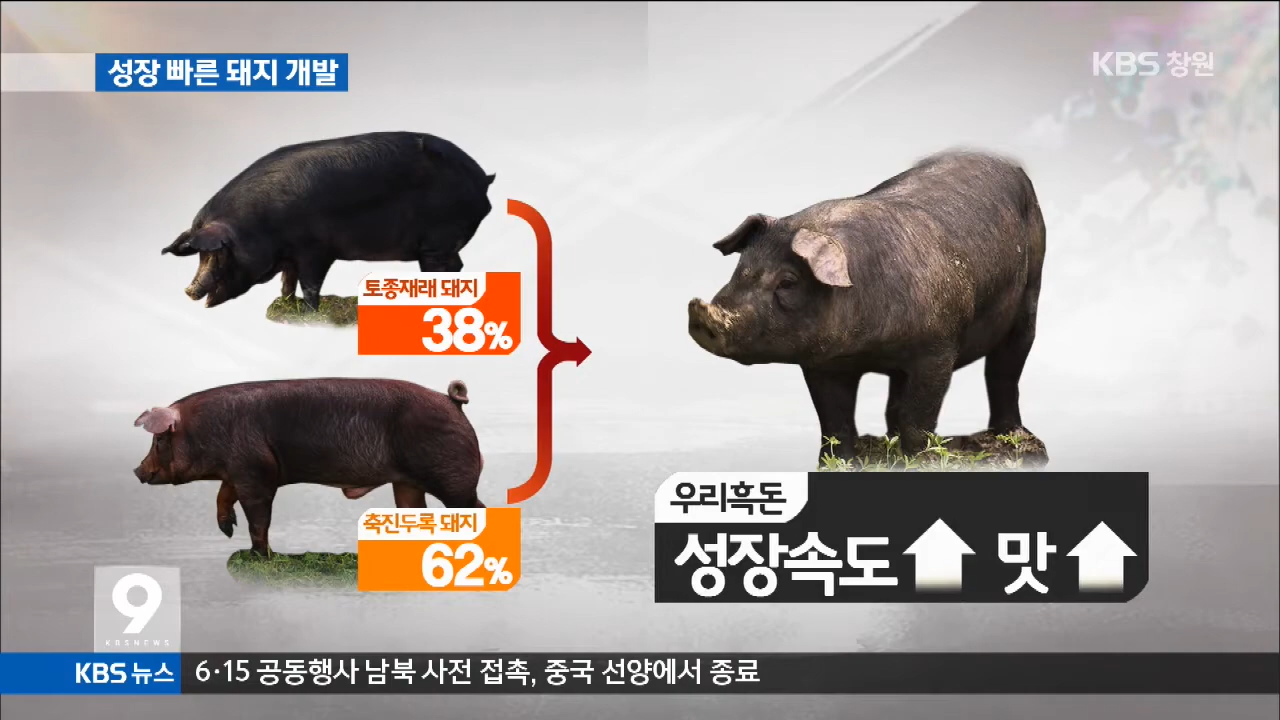 성장 빠른 돼지 개발
KBS 창원
토종재래 돼지
38%
축진두록 돼지
62%
우리흑돈
성장속도 맛
9
KBS NEWS
KBS 뉴스
6·15 공동행사 남북 사전 접촉, 중국 선양에서 종료